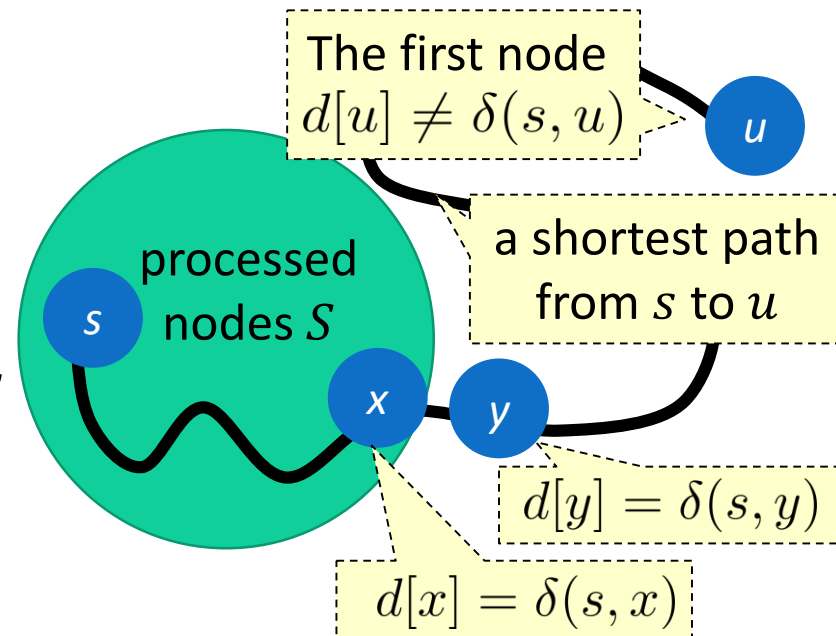 The first node
d[u] ≠ δ(s, u)
u
a shortest path
from s to u
processed
nodes S
s
x
y
d[y] = δ(s, y)
d[x] = δ(s, x)